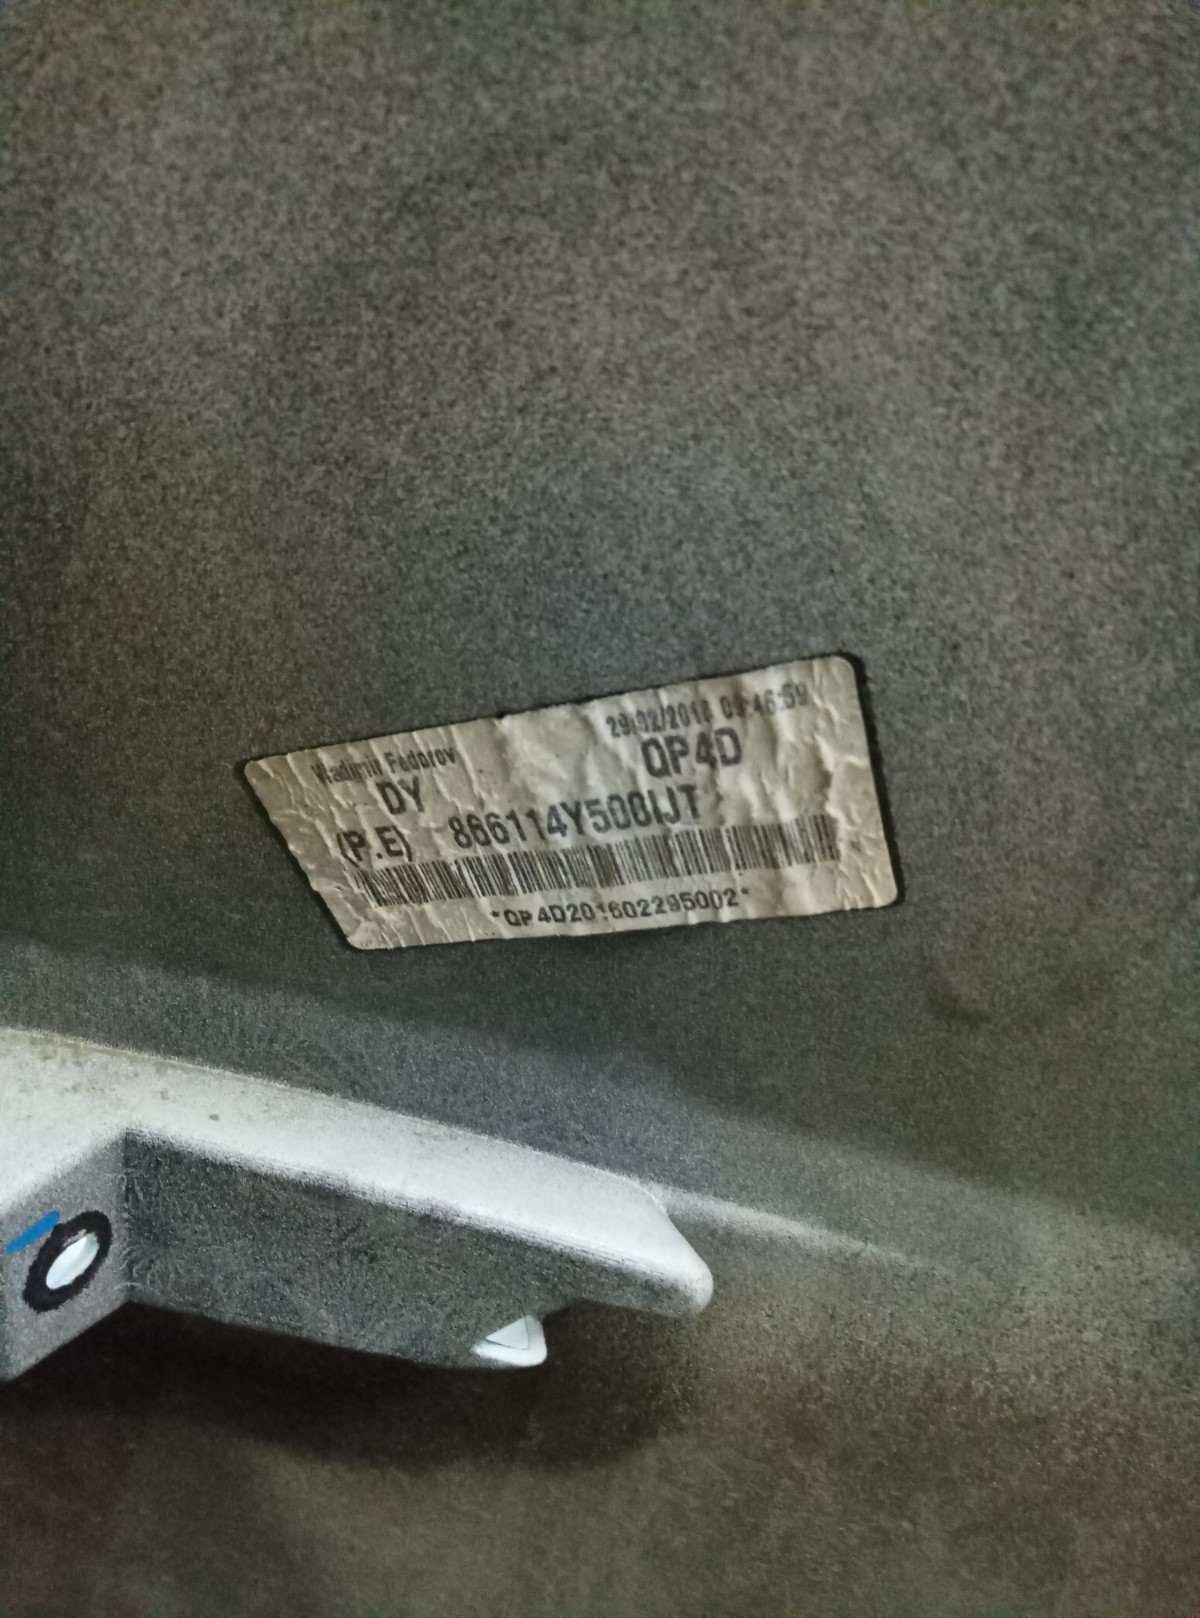 29/02/2016 09:46:59
Vladimir Fedorov
QP4D
DY
(P.E) 866114Y500IJT
*QP4D201602295002*